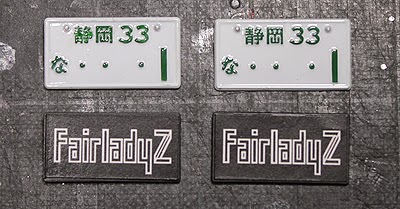 静岡 33
な ・・・1
静岡 33
な ・・・1
FairladyZ
FairladyZ